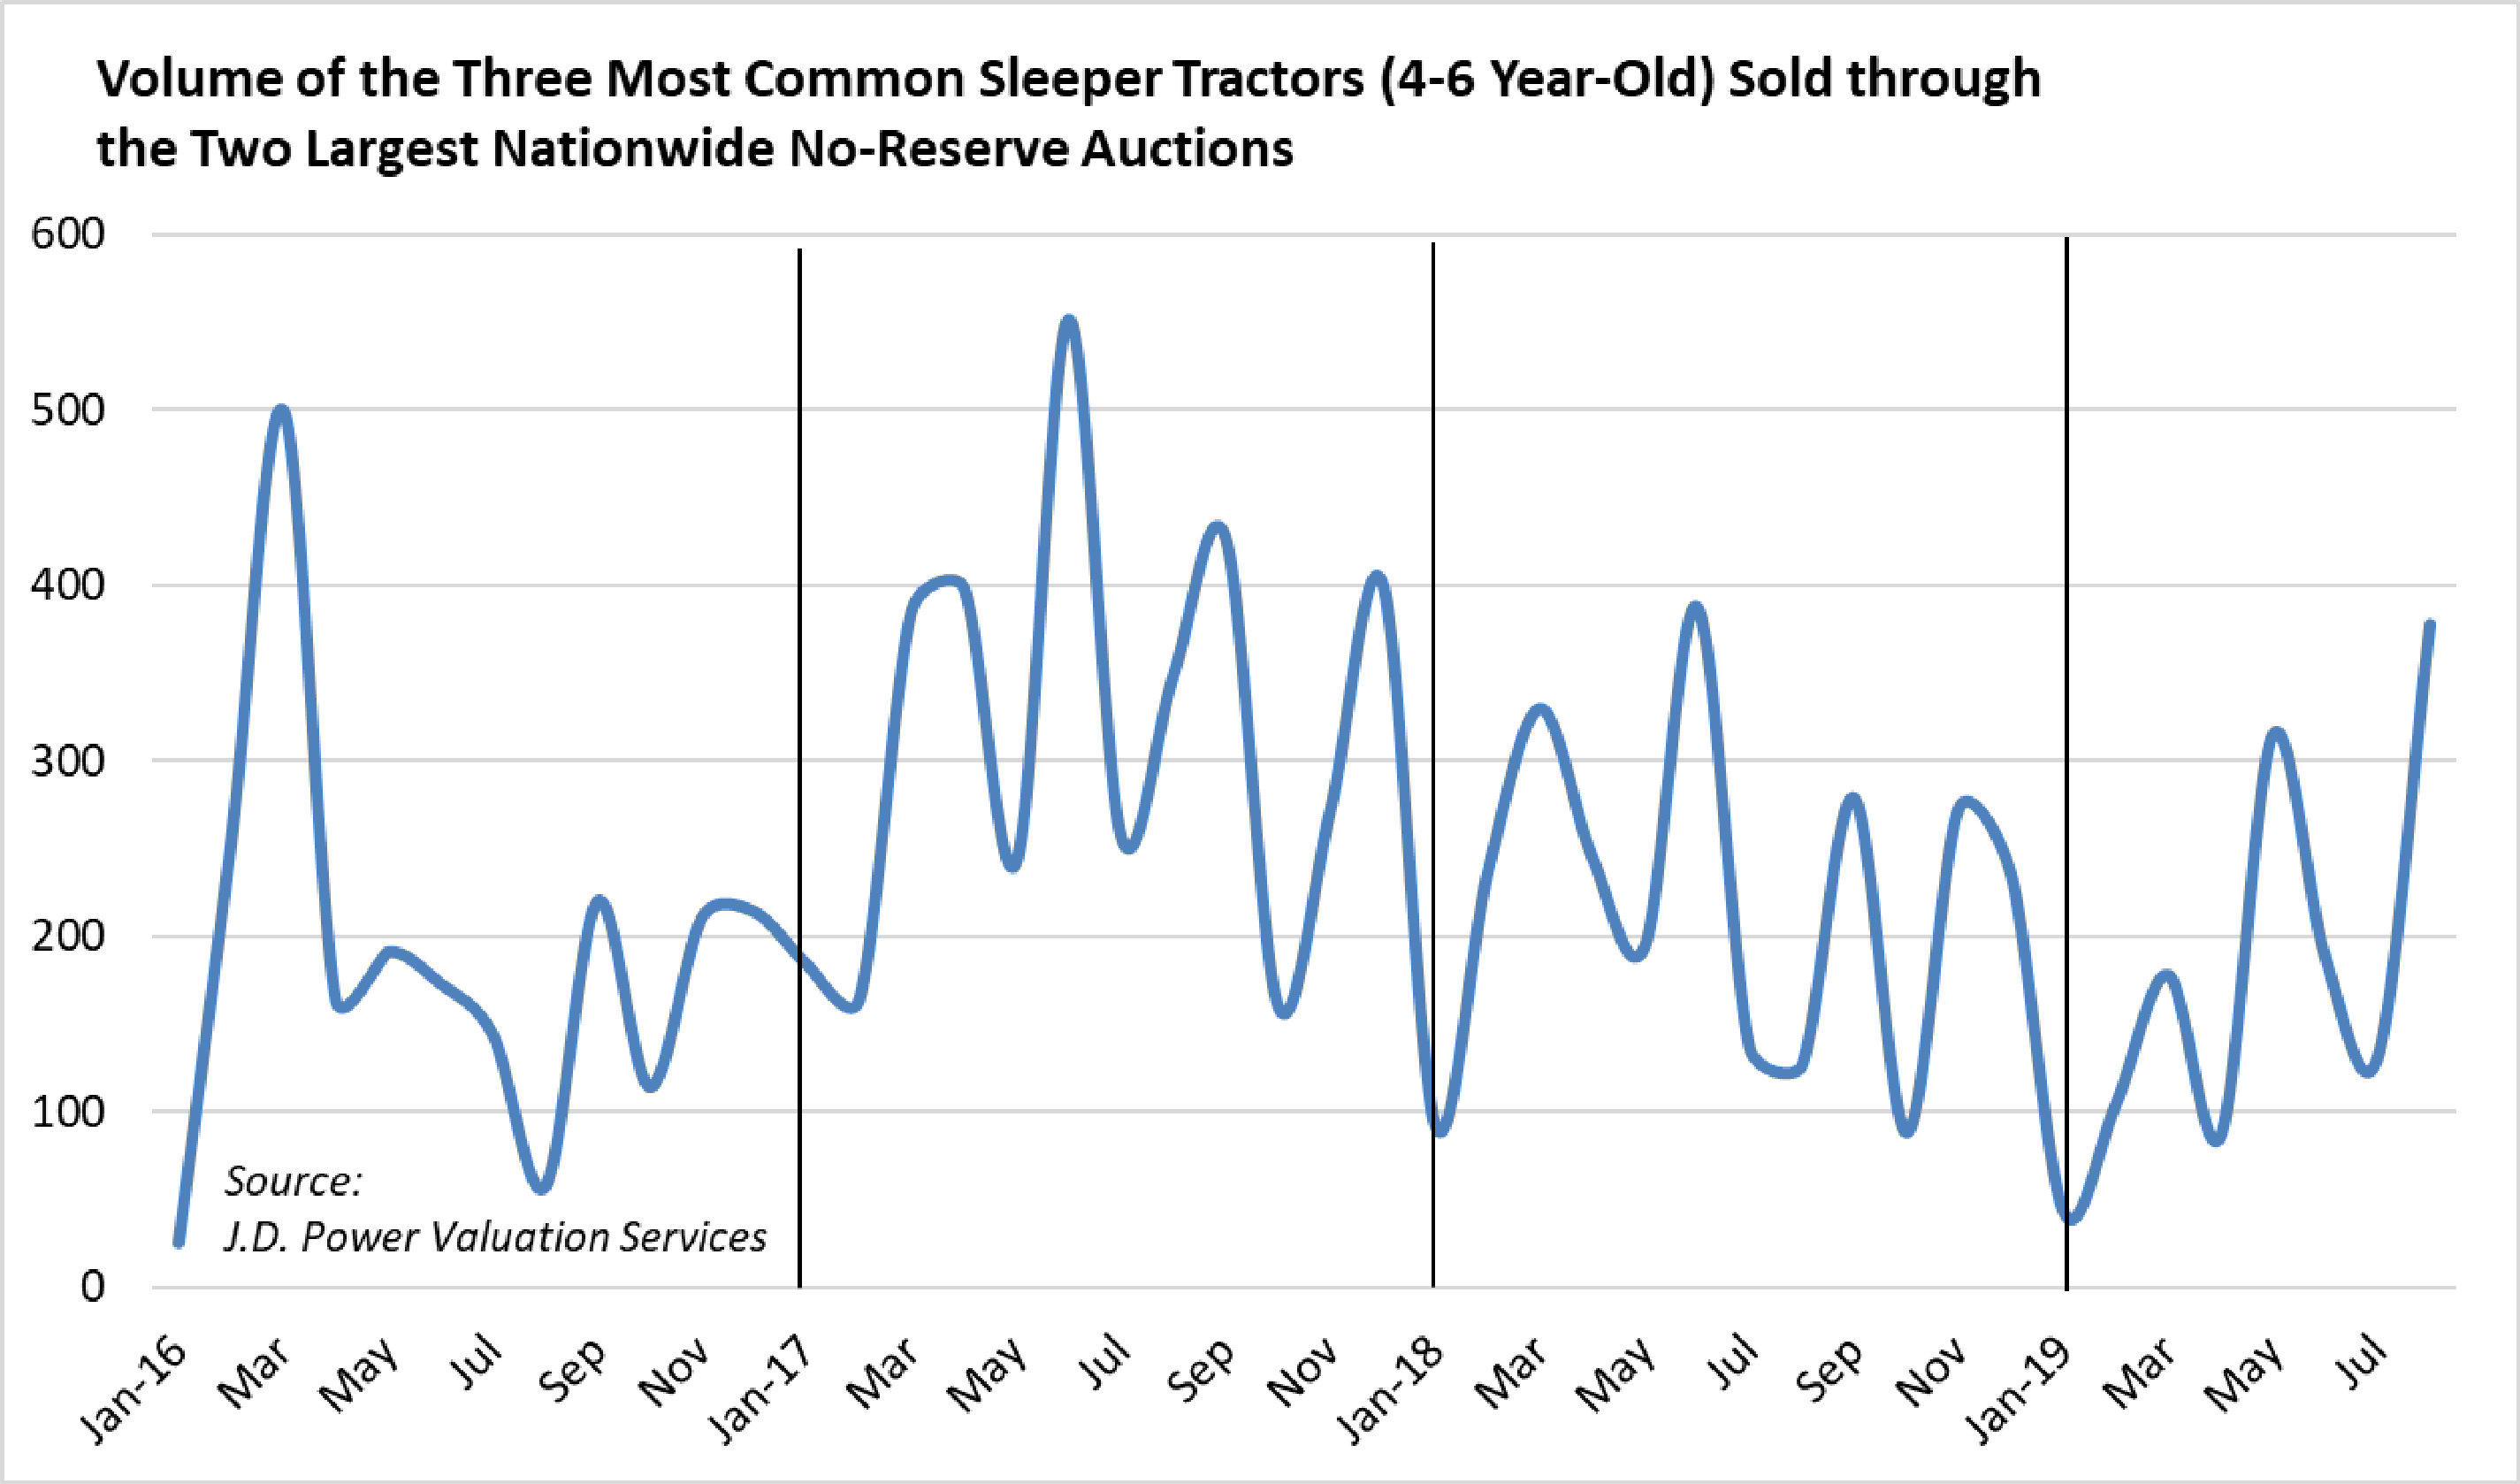 Volume of the Three Most Common Sleeper Tractors (4-6 Year-Old) Sold through
the Two Largest Nationwide No-Reserve Auctions
600
500
400
300
200
100
0
Source:
J.D. Power Valuation Services
Jan-16
Mar
May
Jul
Sep
Nov
Jan-17
Mar
May
Jul
Sep
Nov
Jan-18
Mar
May
Jul
Sep
Nov
Jan-19
Mar
May
Jul